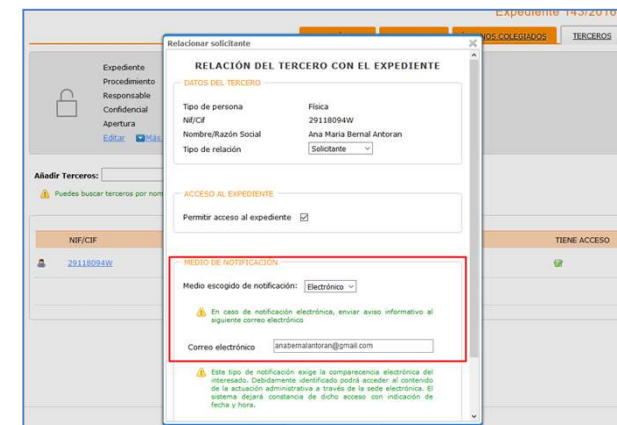 Expediente 143/2016
Relacionar solicitante
NOS COLEGIADOS
TERCEROS
RELACIÓN DEL TERCERO CON EL EXPEDIENTE
Expediente
Procedimiento
Responsable
Confidencial
Apertura
Editar Más
DATOS DEL TERCERO
Tipo de persona Física
Nif/Cif 29118094W
Nombre/Razón Social Ana Maria Bernal Antoran
Tipo de relación Solicitante
Añadir Terceros:
Puedes buscar terceros por nom
ACCESO AL EXPEDIENTE
Permitir acceso al expediente
NIF/CIF
TIENE ACCESO
29118094W
MEDIO DE NOTIFICACIÓN
Medio escogido de notificación: Electrónico
En caso de notificación electrónica, enviar aviso informativo al
siguiente correo electrónico
Correo electrónico anabernalantoran@gmail.com
Este tipo de notificación exige la comparecencia electrónica del
interesado. Debidamente identificado podrá acceder al contenido
de la actuación administrativa a través de la sede electrónica. El
sistema dejará constancia de dicho acceso con indicación de
fecha y hora.